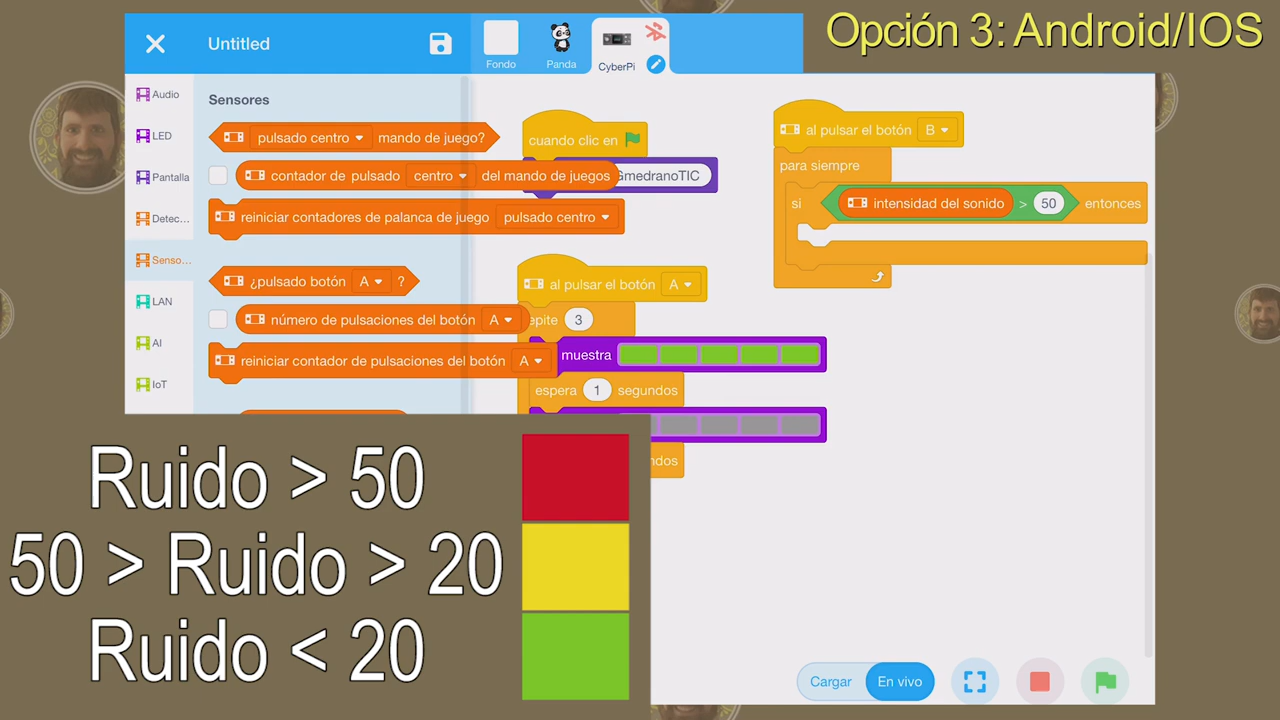 Opción 3: Android/IOS
Untitled
Fondo
Panda
CyberPi
Audio
LED
Pantalla
Detec...
Senso...
LAN
AI
IoT
Sensores
pulsado centro mando de juego?
contador de pulsado centro del mando de juegos
reiniciar contadores de palanca de juego pulsado centro
¿pulsado botón A ?
número de pulsaciones del botón A
reiniciar contador de pulsaciones del botón A
cuando clic en
GmedranoTIC
al pulsar el botón A
epite 3
muestra
espera 1 segundos
ndos
al pulsar el botón B
para siempre
si intensidad del sonido > 50 entonces
Ruido > 50
50 > Ruido > 20
Ruido < 20
Cargar
En vivo